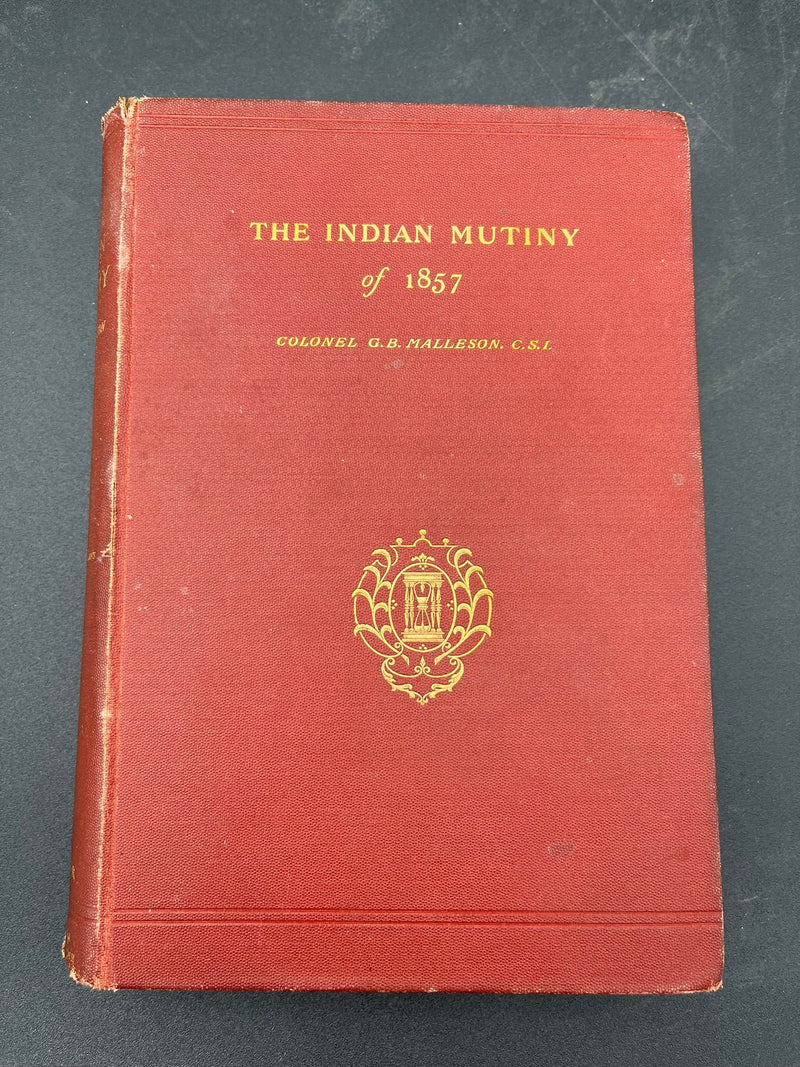 THE INDIAN MUTINY
of 1857
COLONEL G.B. MALLESON. C.S.I.